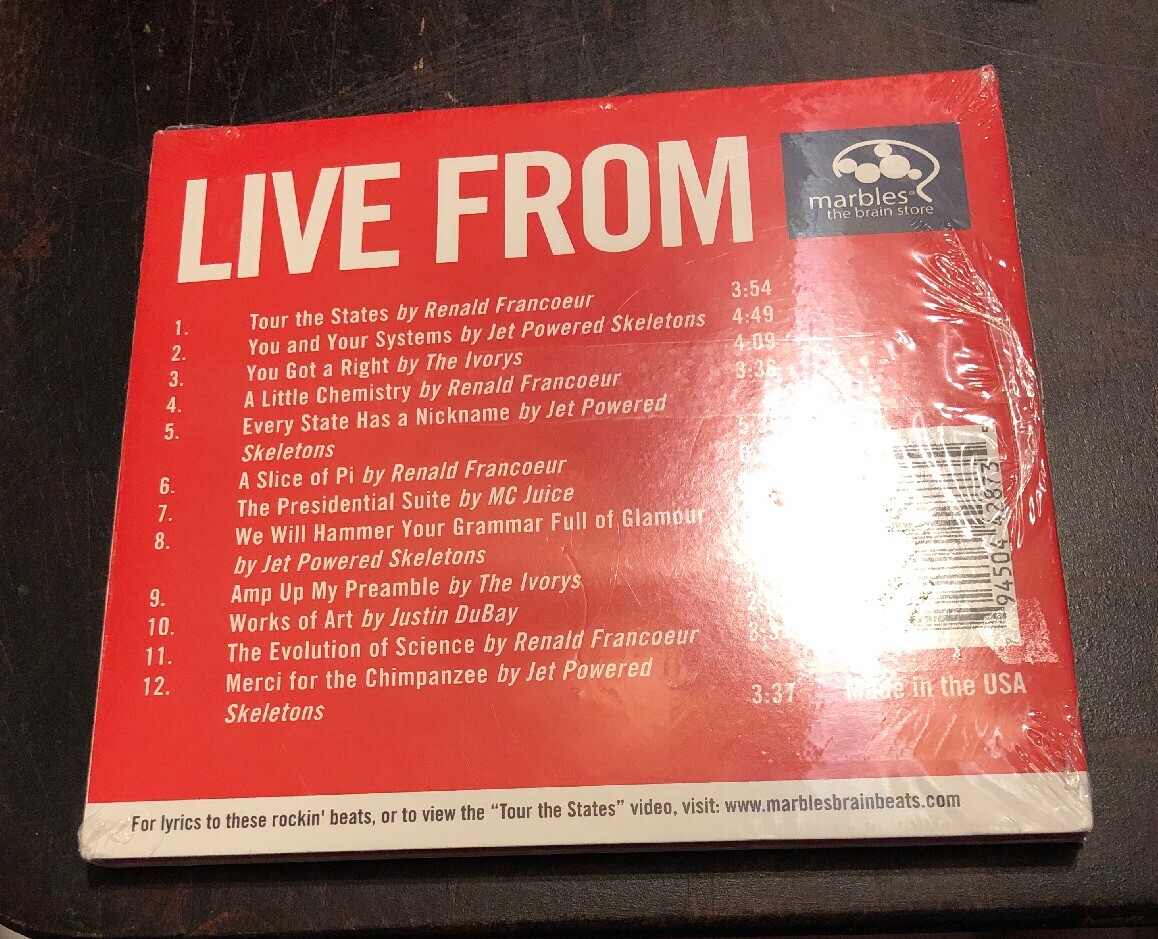 LIVE FROM
marbles
the brain store
1. Tour the States by Renald Francoeur 3:54
2. You and Your Systems by Jet Powered Skeletons 4:49
3. You Got a Right by The Ivorys 4:09
4. A Little Chemistry by Renald Francoeur 3:36
5. Every State Has a Nickname by Jet Powered
Skeletons
6. A Slice of Pi by Renald Francoeur
7. The Presidential Suite by MC Juice
8. We Will Hammer Your Grammar Full of Glamour
by Jet Powered Skeletons
9. Amp Up My Preamble by The Ivorys
10. Works of Art by Justin DuBay
11. The Evolution of Science by Renald Francoeur
12. Merci for the Chimpanzee by Jet Powered
Skeletons
3:37
Made in the USA
For lyrics to these rockin' beats, or to view the "Tour the States" video, visit: www.marblesbrainbeats.com